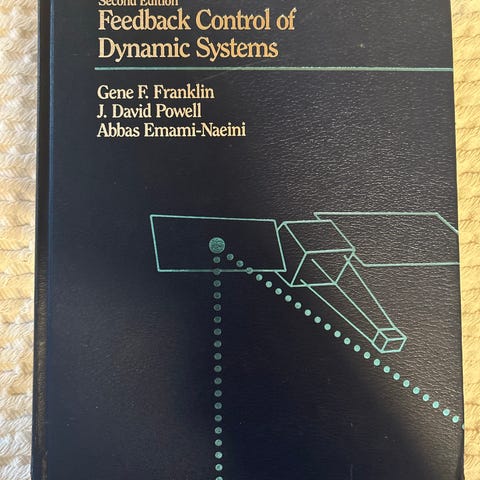 Second Edition
Feedback Control of
Dynamic Systems
Gene F. Franklin
J. David Powell
Abbas Emami-Naeini